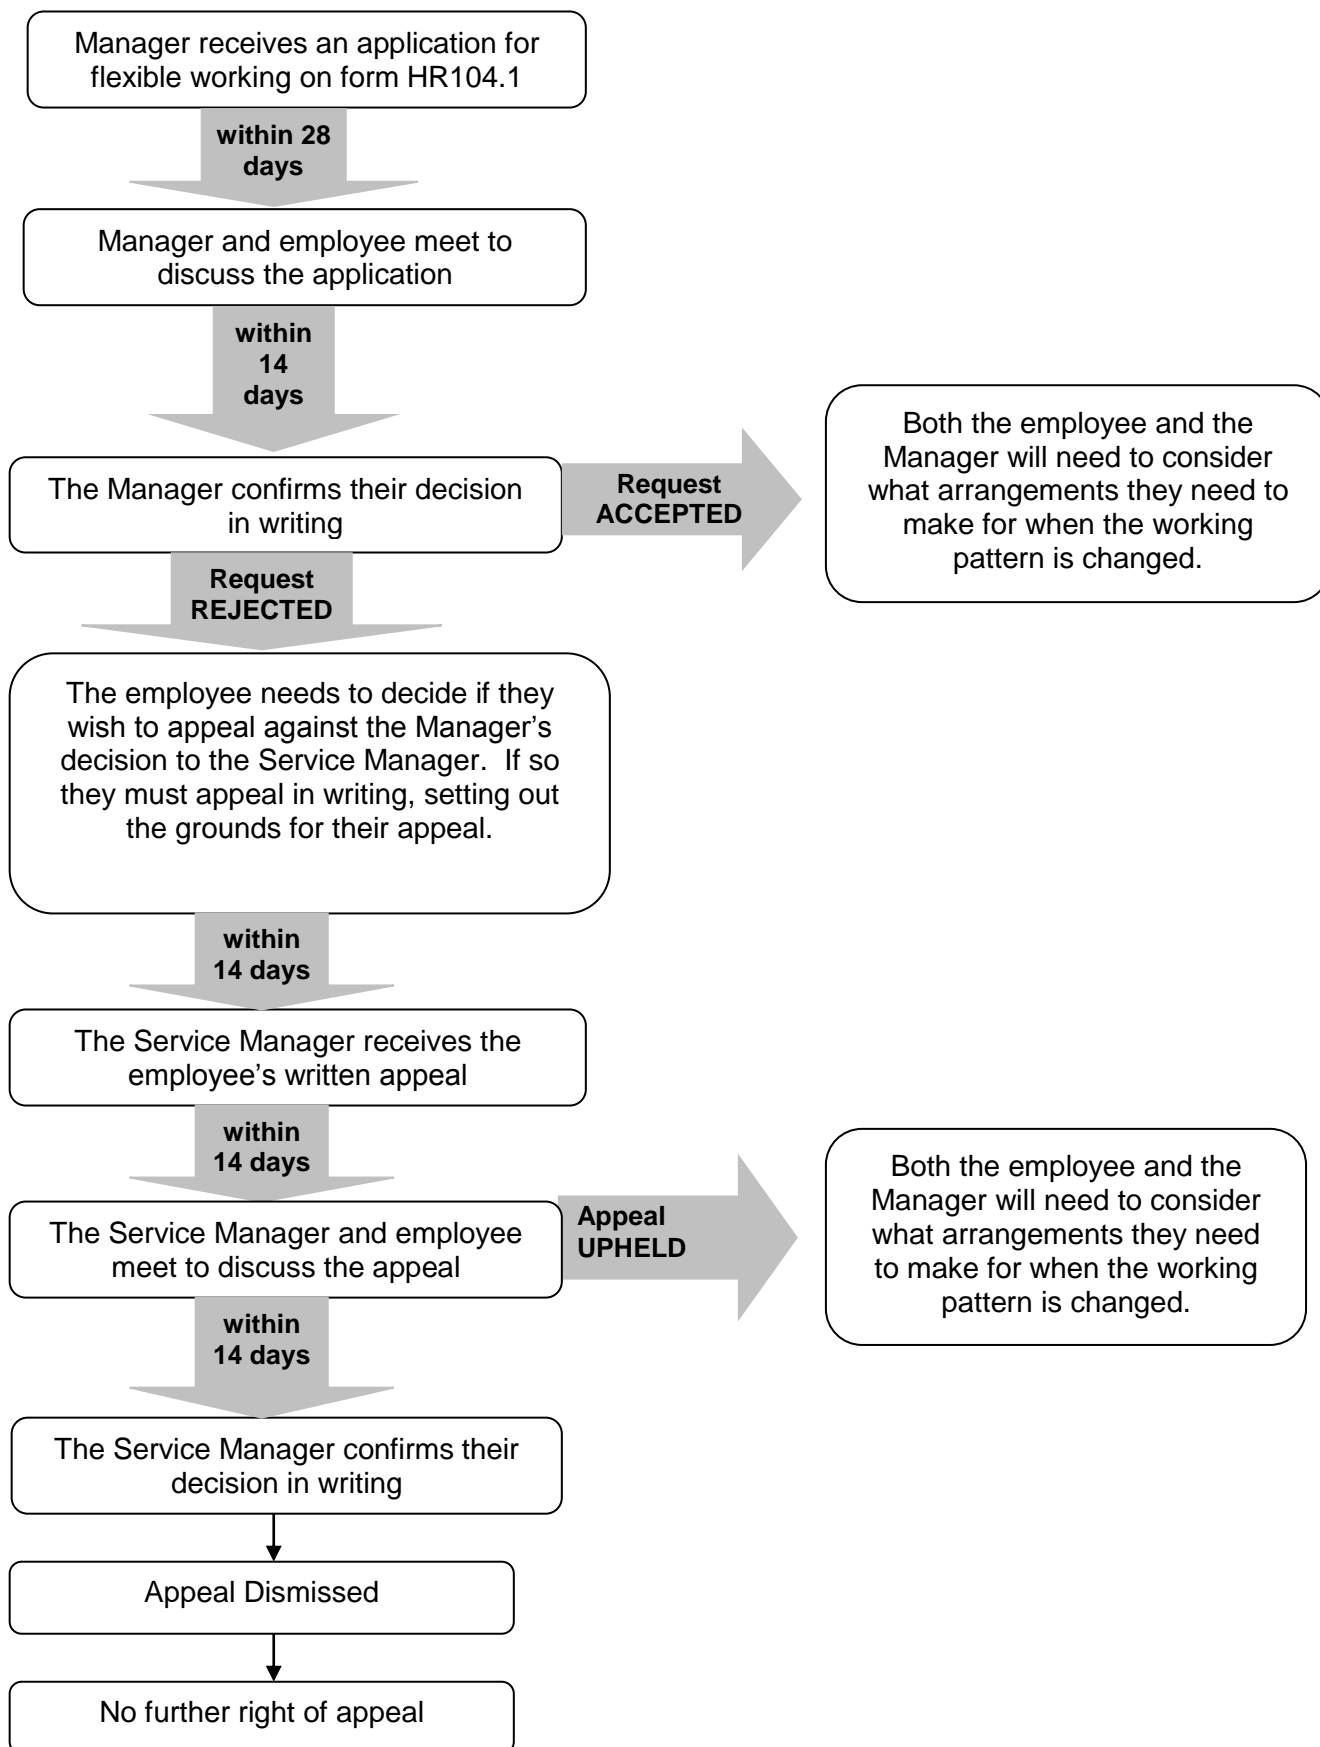 Manager receives an application for
flexible working on form HR104.1
within 28
days
Manager and employee meet to
discuss the application
within
14
days
The Manager confirms their decision
in writing
Request
ACCEPTED
Both the employee and the
Manager will need to consider
what arrangements they need to
make for when the working
pattern is changed.
Request
REJECTED
The employee needs to decide if they
wish to appeal against the Manager’s
decision to the Service Manager.  If so
they must appeal in writing, setting out
the grounds for their appeal.
within
14 days
The Service Manager receives the
employee’s written appeal
within
14 days
The Service Manager and employee
meet to discuss the appeal
Appeal
UPHELD
Both the employee and the
Manager will need to consider
what arrangements they need
to make for when the working
pattern is changed.
within
14 days
The Service Manager confirms their
decision in writing
Appeal Dismissed
No further right of appeal